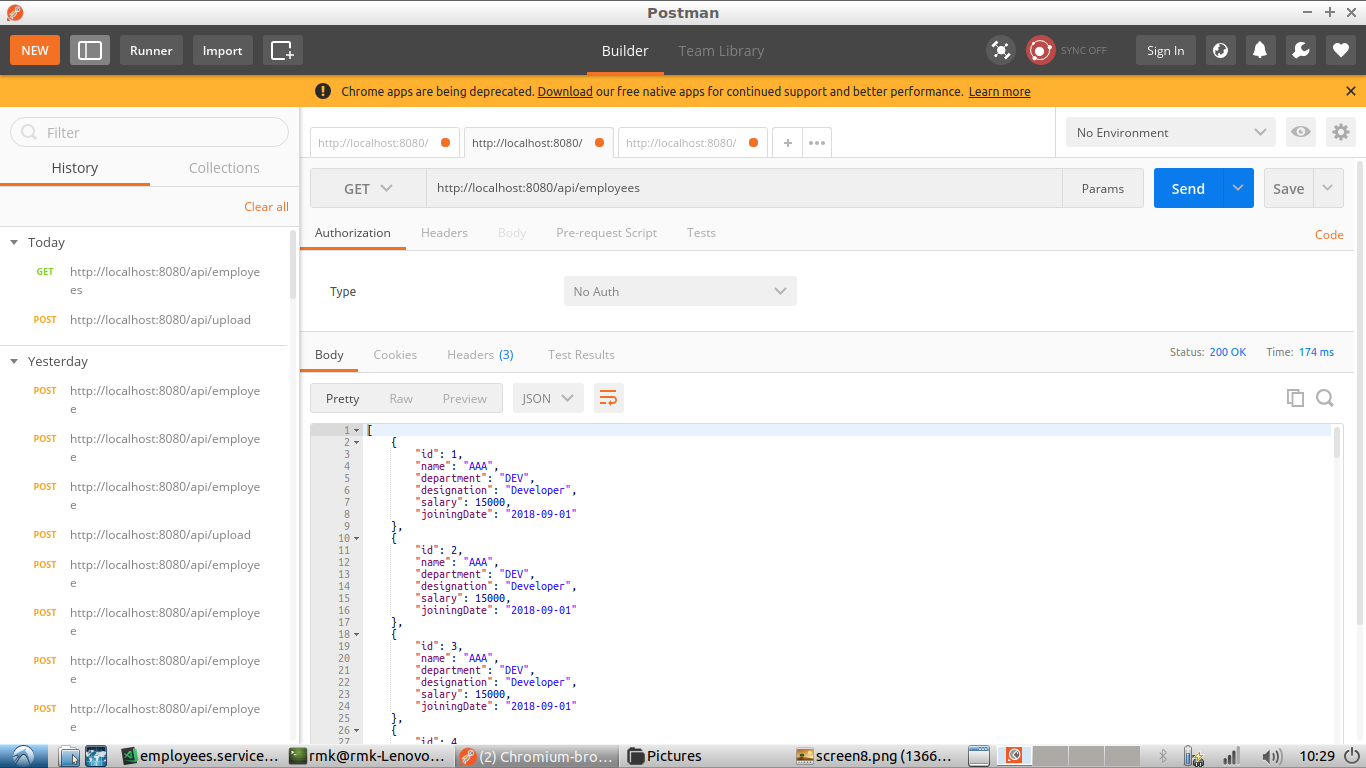 Postman
NEW
Runner
Import
Builder
Team Library
SYNC OFF
Sign In
Chrome apps are being deprecated. Download our free native apps for continued support and better performance. Learn more
Filter
History
Collections
Clear all
Today
GET http://localhost:8080/api/employe
es
POST http://localhost:8080/api/upload
Yesterday
POST http://localhost:8080/api/employe
e
POST http://localhost:8080/api/employe
e
POST http://localhost:8080/api/employe
e
POST http://localhost:8080/api/upload
POST http://localhost:8080/api/employe
e
POST http://localhost:8080/api/employe
e
POST http://localhost:8080/api/employe
e
POST http://localhost:8080/api/employe
e
http://localhost:8080/
http://localhost:8080/
http://localhost:8080/
No Environment
GET
http://localhost:8080/api/employees
Params
Send
Save
Authorization
Headers
Body
Pre-request Script
Tests
Code
Type
No Auth
Body
Cookies
Headers (3)
Test Results
Status: 200 OK
Time: 174 ms
Pretty
Raw
Preview
JSON
1 [
2 {
3 "id": 1,
4 "name": "AAA",
5 "department": "DEV",
6 "designation": "Developer",
7 "salary": 15000,
8 "joiningDate": "2018-09-01"
9 },
10 {
11 "id": 2,
12 "name": "AAA",
13 "department": "DEV",
14 "designation": "Developer",
15 "salary": 15000,
16 "joiningDate": "2018-09-01"
17 },
18 {
19 "id": 3,
20 "name": "AAA",
21 "department": "DEV",
22 "designation": "Developer",
23 "salary": 15000,
24 "joiningDate": "2018-09-01"
25 },
26 {
27 "id": 4,
employees.service...
rmk@rmk-Lenovo...
(2) Chromium-bro...
Pictures
screen8.png (1366...
10:29